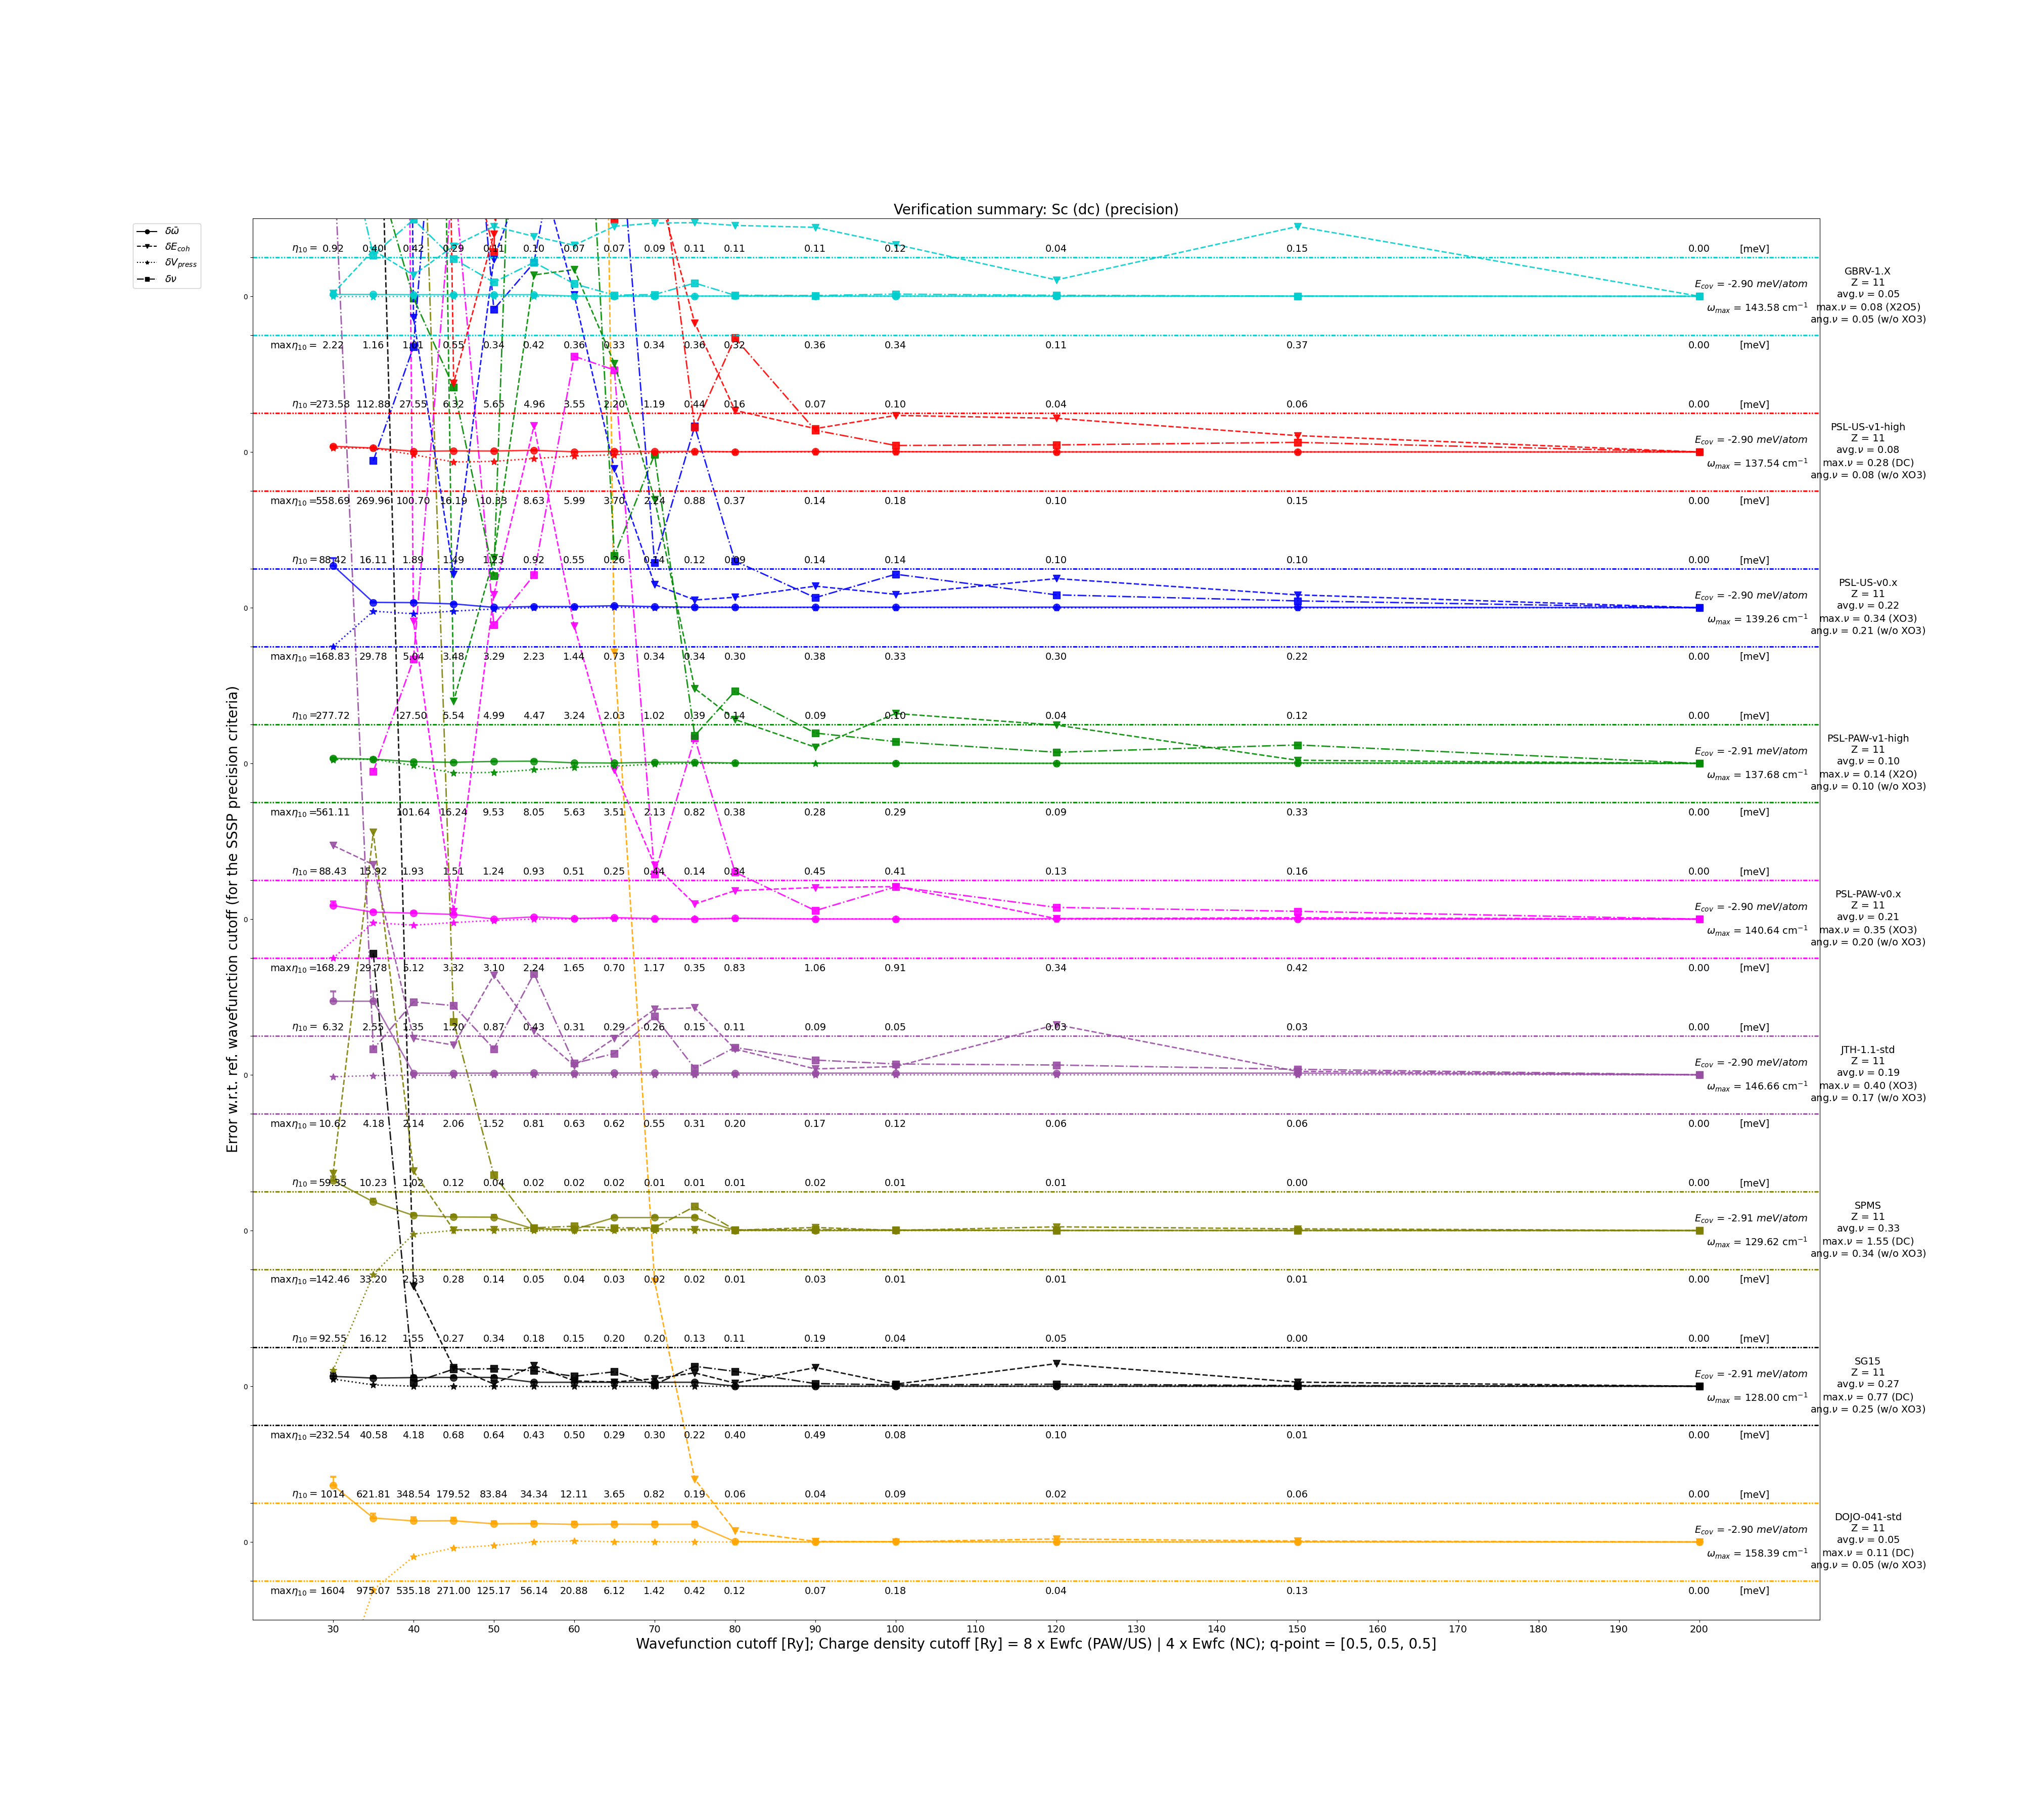 Verification summary: Sc (dc) (precision)
δω̄
δE_coh
δV_press
δν
η₁₀ = 0.92 0.40 0.42 0.29 0.11 0.10 0.07 0.07 0.09 0.11 0.11 0.11 0.12 0.04 0.15 0.00 [meV]
0
E_cov = -2.90 meV/atom
ω_max = 143.58 cm⁻¹
GBRV-1.X
Z = 11
avg.ν = 0.05
max.ν = 0.08 (X2O5)
ang.ν = 0.05 (w/o XO3)
maxη₁₀ = 2.22 1.16 0.55 0.34 0.42 0.36 0.33 0.34 0.36 0.32 0.36 0.34 0.11 0.37 0.00 [meV]
η₁₀ = 273.58 112.88 27.55 6.32 5.65 4.96 3.55 2.20 1.19 0.44 0.16 0.07 0.10 0.04 0.06 0.00 [meV]
0
E_cov = -2.90 meV/atom
ω_max = 137.54 cm⁻¹
PSL-US-v1-high
Z = 11
avg.ν = 0.08
max.ν = 0.28 (DC)
ang.ν = 0.08 (w/o XO3)
maxη₁₀ = 558.69 269.96 100.70 16.19 10.33 8.63 5.99 3.70 2.24 0.88 0.37 0.14 0.18 0.10 0.15 0.00 [meV]
η₁₀ = 88.42 16.11 1.89 1.49 1.23 0.92 0.55 0.26 0.14 0.12 0.09 0.14 0.14 0.10 0.10 0.00 [meV]
0
E_cov = -2.90 meV/atom
ω_max = 139.26 cm⁻¹
PSL-US-v0.x
Z = 11
avg.ν = 0.22
max.ν = 0.34 (XO3)
ang.ν = 0.21 (w/o XO3)
maxη₁₀ = 168.83 29.78 5.04 3.48 3.29 2.23 1.44 0.73 0.34 0.34 0.30 0.38 0.33 0.30 0.22 0.00 [meV]
η₁₀ = 277.72 27.50 5.54 4.99 4.47 3.24 2.03 1.02 0.39 0.14 0.09 0.10 0.04 0.12 0.00 [meV]
0
E_cov = -2.91 meV/atom
ω_max = 137.68 cm⁻¹
PSL-PAW-v1-high
Z = 11
avg.ν = 0.10
max.ν = 0.14 (X2O)
ang.ν = 0.10 (w/o XO3)
maxη₁₀ = 561.11 101.64 16.24 9.53 8.05 5.63 3.51 2.13 0.82 0.38 0.28 0.29 0.09 0.33 0.00 [meV]
η₁₀ = 88.43 15.92 1.93 1.51 1.24 0.93 0.51 0.25 0.44 0.14 0.34 0.45 0.41 0.13 0.16 0.00 [meV]
0
E_cov = -2.90 meV/atom
ω_max = 140.64 cm⁻¹
PSL-PAW-v0.x
Z = 11
avg.ν = 0.21
max.ν = 0.35 (XO3)
ang.ν = 0.20 (w/o XO3)
maxη₁₀ = 168.29 29.78 5.12 3.32 3.10 2.24 1.65 0.70 1.17 0.35 0.83 1.06 0.91 0.34 0.42 0.00 [meV]
η₁₀ = 6.32 2.55 1.35 1.20 0.87 0.43 0.31 0.29 0.26 0.15 0.11 0.09 0.05 0.03 0.03 0.00 [meV]
0
E_cov = -2.90 meV/atom
ω_max = 146.66 cm⁻¹
JTH-1.1-std
Z = 11
avg.ν = 0.19
max.ν = 0.40 (XO3)
ang.ν = 0.17 (w/o XO3)
maxη₁₀ = 10.62 4.18 2.14 2.06 1.52 0.81 0.63 0.62 0.55 0.31 0.20 0.17 0.12 0.06 0.06 0.00 [meV]
η₁₀ = 59.35 10.23 1.02 0.12 0.04 0.02 0.02 0.02 0.01 0.01 0.01 0.02 0.01 0.01 0.00 0.00 [meV]
0
E_cov = -2.91 meV/atom
ω_max = 129.62 cm⁻¹
SPMS
Z = 11
avg.ν = 0.33
max.ν = 1.55 (DC)
ang.ν = 0.34 (w/o XO3)
maxη₁₀ = 142.46 33.20 2.53 0.28 0.14 0.05 0.04 0.03 0.02 0.02 0.01 0.03 0.01 0.01 0.01 0.00 [meV]
η₁₀ = 92.55 16.12 1.55 0.27 0.34 0.18 0.15 0.20 0.20 0.13 0.11 0.19 0.04 0.05 0.00 0.00 [meV]
0
E_cov = -2.91 meV/atom
ω_max = 128.00 cm⁻¹
SG15
Z = 11
avg.ν = 0.27
max.ν = 0.77 (DC)
ang.ν = 0.25 (w/o XO3)
maxη₁₀ = 232.54 40.58 4.18 0.68 0.64 0.43 0.50 0.29 0.30 0.22 0.40 0.49 0.08 0.10 0.01 0.00 [meV]
η₁₀ = 1014 621.81 348.54 179.52 83.84 34.34 12.11 3.65 0.82 0.19 0.06 0.04 0.09 0.02 0.06 0.00 [meV]
0
E_cov = -2.90 meV/atom
ω_max = 158.39 cm⁻¹
DOJO-041-std
Z = 11
avg.ν = 0.05
max.ν = 0.11 (DC)
ang.ν = 0.05 (w/o XO3)
maxη₁₀ = 1604 975.07 535.18 271.00 125.17 56.14 20.88 6.12 1.42 0.42 0.12 0.07 0.18 0.04 0.13 0.00 [meV]
30 40 50 60 70 80 90 100 110 120 130 140 150 160 170 180 190 200
Wavefunction cutoff [Ry]; Charge density cutoff [Ry] = 8 x Ewfc (PAW/US) | 4 x Ewfc (NC); q-point = [0.5, 0.5, 0.5]
Error w.r.t. ref. wavefunction cutoff (for the SSSP precision criteria)